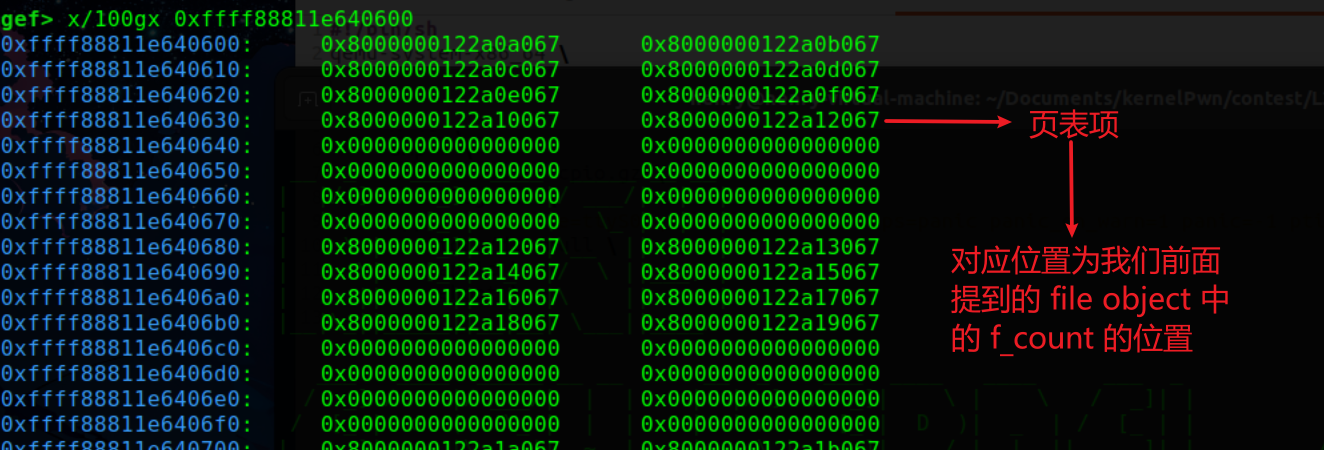 gef> x/100gx 0xffff88811e640600
0xffff88811e640600: 0x8000000122a0a067 0x8000000122a0b067
0xffff88811e640610: 0x8000000122a0c067 0x8000000122a0d067
0xffff88811e640620: 0x8000000122a0e067 0x8000000122a0f067
0xffff88811e640630: 0x8000000122a10067 0x8000000122a12067
0xffff88811e640640: 0x0000000000000000 0x0000000000000000
0xffff88811e640650: 0x0000000000000000 0x0000000000000000
0xffff88811e640660: 0x0000000000000000 0x0000000000000000
0xffff88811e640670: 0x0000000000000000 0x0000000000000000
0xffff88811e640680: 0x8000000122a12067 0x8000000122a13067
0xffff88811e640690: 0x8000000122a14067 0x8000000122a15067
0xffff88811e6406a0: 0x8000000122a16067 0x8000000122a17067
0xffff88811e6406b0: 0x8000000122a18067 0x8000000122a19067
0xffff88811e6406c0: 0x0000000000000000 0x0000000000000000
0xffff88811e6406d0: 0x0000000000000000 0x0000000000000000
0xffff88811e6406e0: 0x0000000000000000 0x0000000000000000
0xffff88811e6406f0: 0x0000000000000000 0x0000000000000000
0xffff88811e640700: 0x8000000122a1a067 0x8000000122a1b067
页表项
对应位置为我们前面
提到的 file object 中
的 f_count 的位置
-machine: ~/Documents/kernelPwn/contest/L